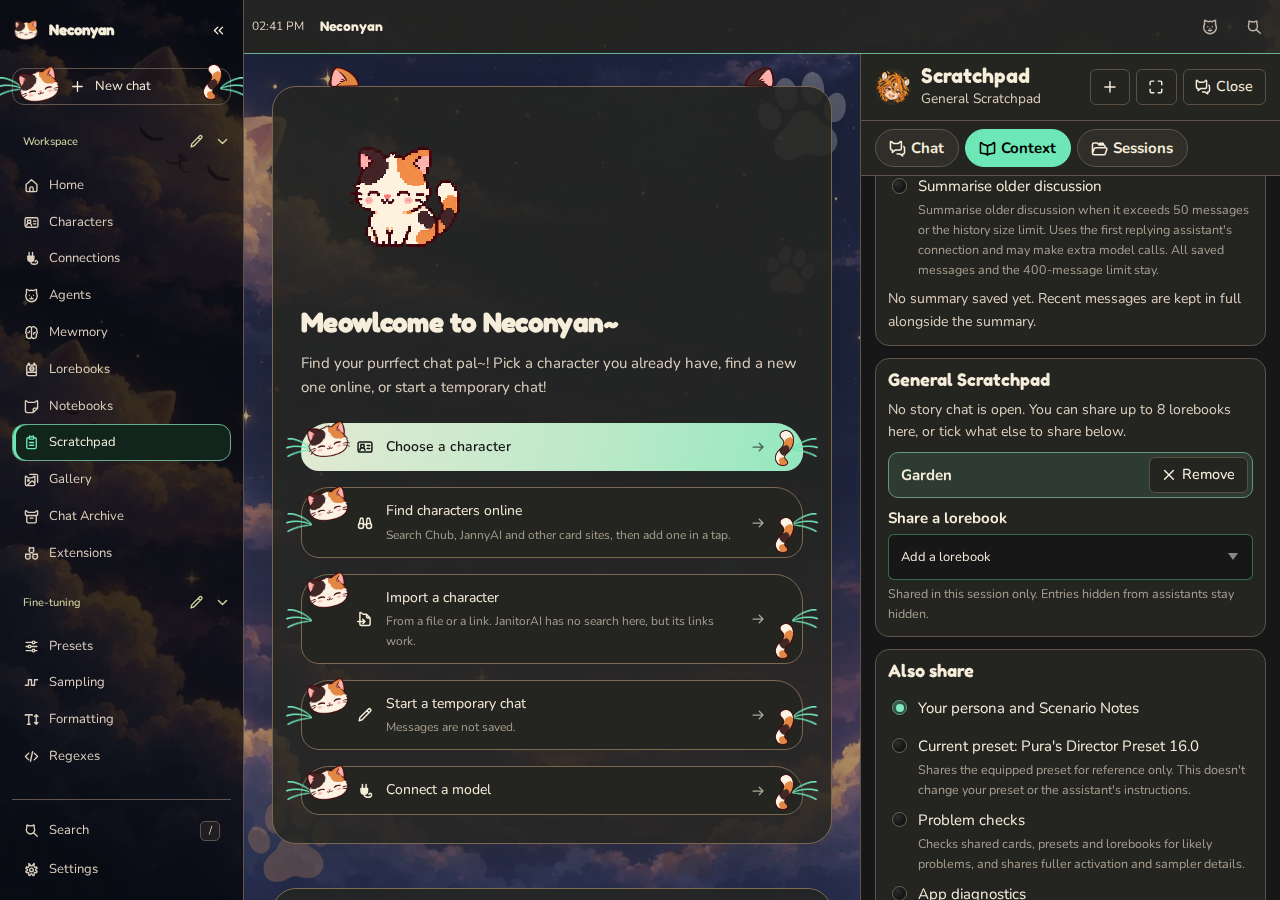 Neconyan
New chat
Workspace
Home
Characters
Connections
Agents
Mewmory
Lorebooks
Notebooks
Scratchpad
Gallery
Chat Archive
Extensions
Fine-tuning
Presets
Sampling
Formatting
Regexes
Search
/
Settings
02:41 PM
Neconyan
Meowlcome to Neconyan~
Find your purrfect chat pal~! Pick a character you already have, find a new
one online, or start a temporary chat!
Choose a character
Find characters online
Search Chub, JannyAI and other card sites, then add one in a tap.
Import a character
From a file or a link. JanitorAI has no search here, but its links
work.
Start a temporary chat
Messages are not saved.
Connect a model
Scratchpad
General Scratchpad
Close
Chat
Context
Sessions
Summarise older discussion
Summarise older discussion when it exceeds 50 messages
or the history size limit. Uses the first replying assistant's
connection and may make extra model calls. All saved
messages and the 400-message limit stay.
No summary saved yet. Recent messages are kept in full
alongside the summary.
General Scratchpad
No story chat is open. You can share up to 8 lorebooks
here, or tick what else to share below.
Garden
Remove
Share a lorebook
Add a lorebook
Shared in this session only. Entries hidden from assistants stay
hidden.
Also share
Your persona and Scenario Notes
Current preset: Pura's Director Preset 16.0
Shares the equipped preset for reference only. This doesn't
change your preset or the assistant's instructions.
Problem checks
Checks shared cards, presets and lorebooks for likely
problems, and shares fuller activation and sampler details.
App diagnostics